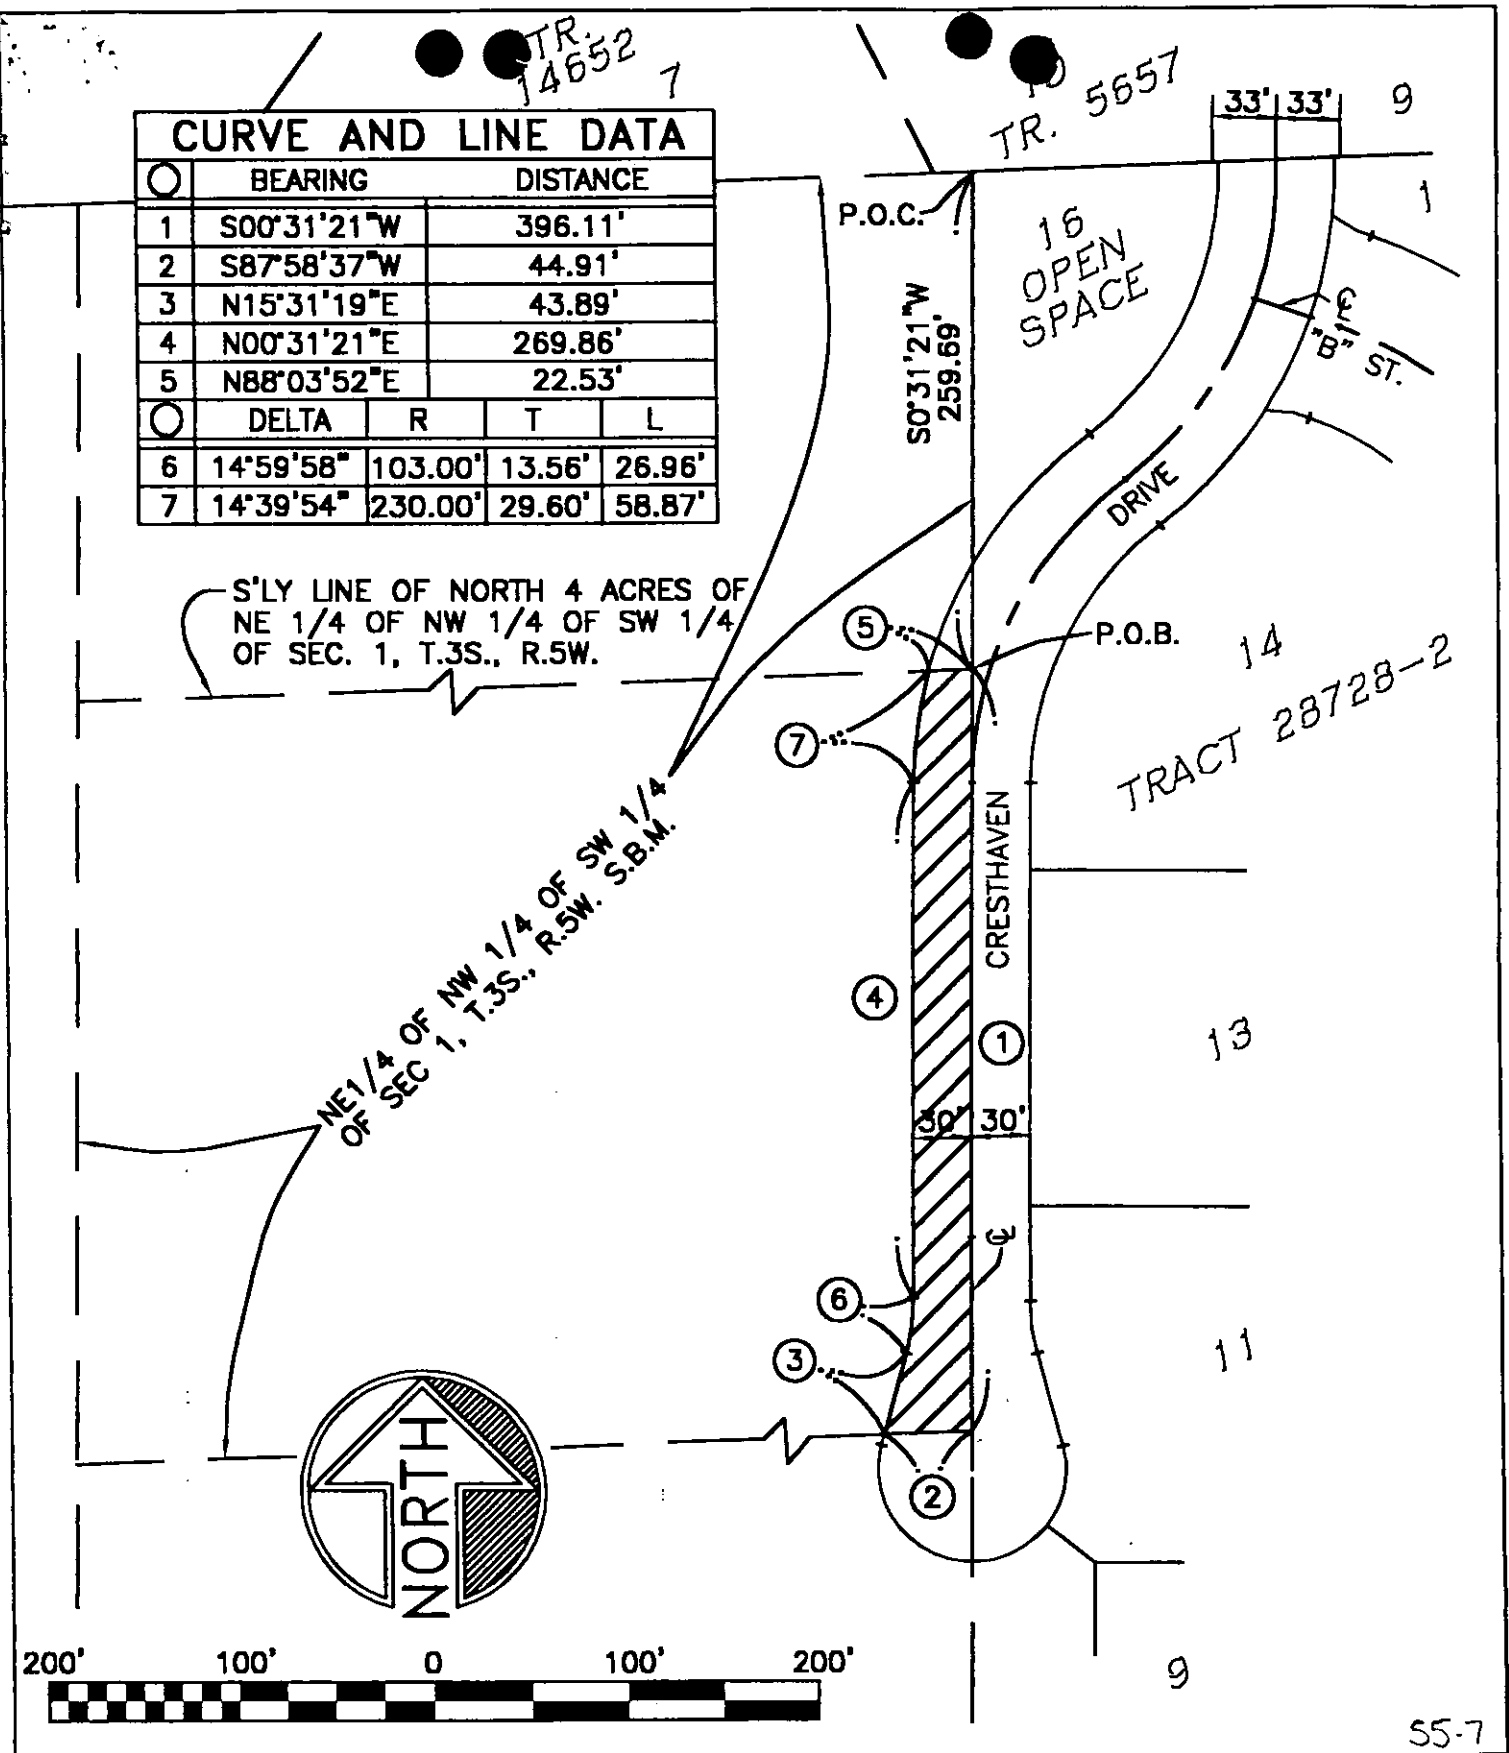 TR.
14652
7
TR. 5657
33' 33'
9
CURVE AND LINE DATA
BEARING DISTANCE
1 S00°31'21"W 396.11'
2 S87°58'37"W 44.91'
3 N15°31'19"E 43.89'
4 N00°31'21"E 269.86'
5 N88°03'52"E 22.53'
DELTA R T L
6 14°59'58" 103.00' 13.56' 26.96'
7 14°39'54" 230.00' 29.60' 58.87'
P.O.C.
16
OPEN
SPACE
1
S0°31'21"W
259.69'
℄
"B" ST.
DRIVE
S'LY LINE OF NORTH 4 ACRES OF
NE 1/4 OF NW 1/4 OF SW 1/4
OF SEC. 1, T.3S., R.5W.
5
P.O.B.
14
TRACT 28728-2
7
NE1/4 OF NW 1/4 OF SW 1/4
OF SEC 1, T.3S., R.5W. S.B.M.
CRESTHAVEN
4
1
13
30' 30'
℄
6
3
11
2
NORTH
200' 100' 0 100' 200'
9
S5-7